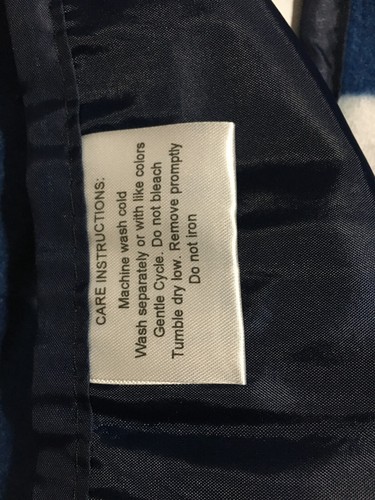 CARE INSTRUCTIONS:
Machine wash cold
Wash separately or with like colors
Gentle Cycle. Do not bleach
Tumble dry low. Remove promptly
Do not iron